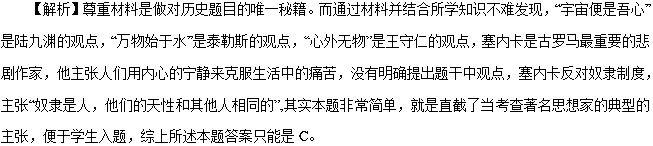 【解析】尊重材料是做对历史题目的唯一秘籍。而通过材料并结合所学知识不难发现，“宇宙便是吾心”
是陆九渊的观点，“万物始于水”是泰勒斯的观点，“心外无物”是王守仁的观点，塞内卡是古罗马最重要的悲
剧作家，他主张人们用内心的宁静来克服生活中的痛苦，没有明确提出题干中观点，塞内卡反对奴隶制度，
主张“奴隶是人，他们的天性和其他人相同的”,其实本题非常简单，就是直截了当考查著名思想家的典型的
主张，便于学生入题，综上所述本题答案只能是 C。